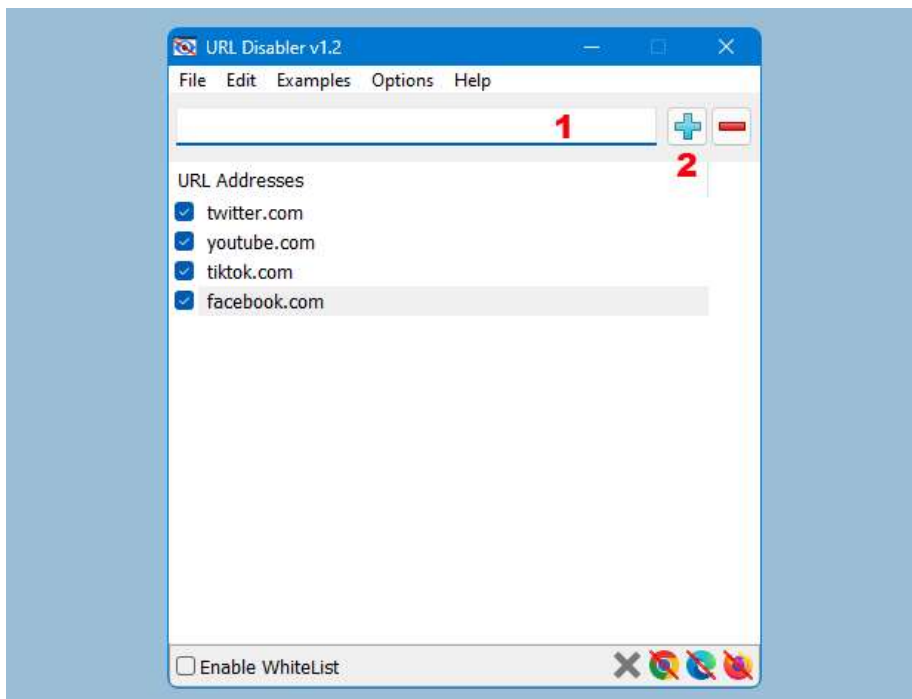 URL Disabler v1.2
File Edit Examples Options Help
1
2
URL Addresses
twitter.com
youtube.com
tiktok.com
facebook.com
Enable WhiteList